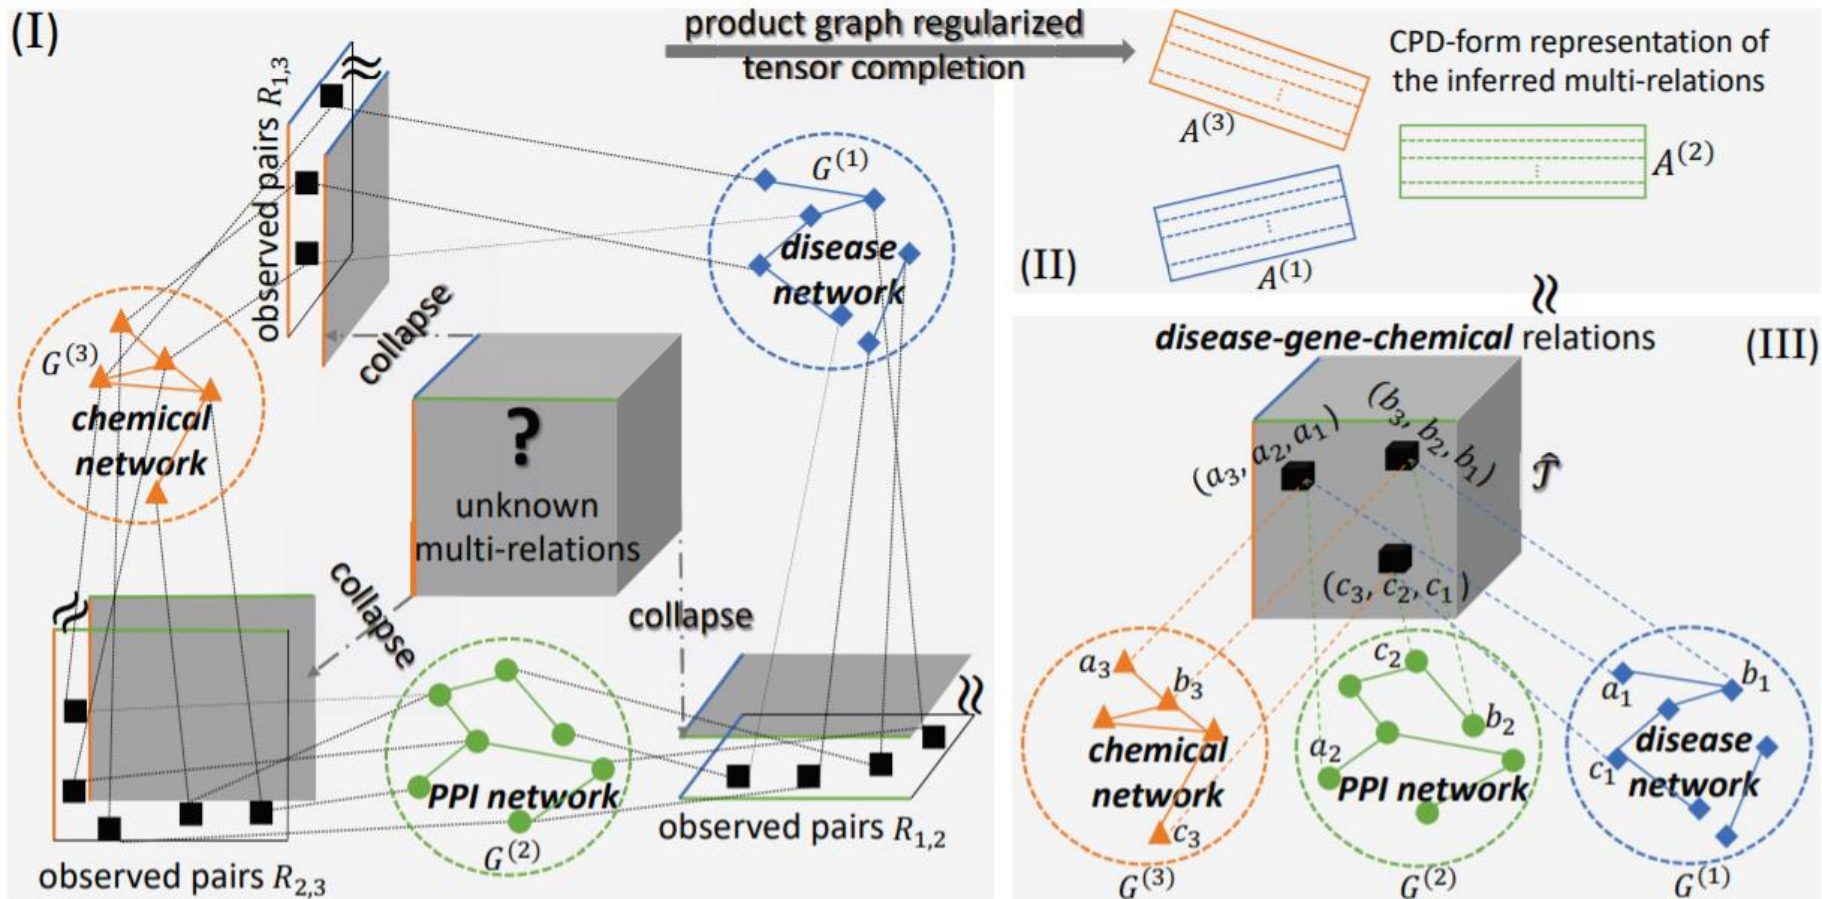 (I)
product graph regularized
tensor completion
observed pairs R_{1,3}
G^{(1)}
disease
network
collapse
G^{(3)}
chemical
network
?
unknown
multi-relations
collapse
collapse
PPI network
G^{(2)}
observed pairs R_{1,2}
observed pairs R_{2,3}
CPD-form representation of
the inferred multi-relations
A^{(3)}
A^{(2)}
A^{(1)}
(II)
≈
disease-gene-chemical relations
(III)
(a_3, a_2, a_1)
(b_3, b_2, b_1)
\hat{𝒯}
(c_3, c_2, c_1)
a_3
b_3
chemical
network
c_3
G^{(3)}
c_2
b_2
a_2
PPI network
G^{(2)}
a_1
b_1
c_1
disease
network
G^{(1)}